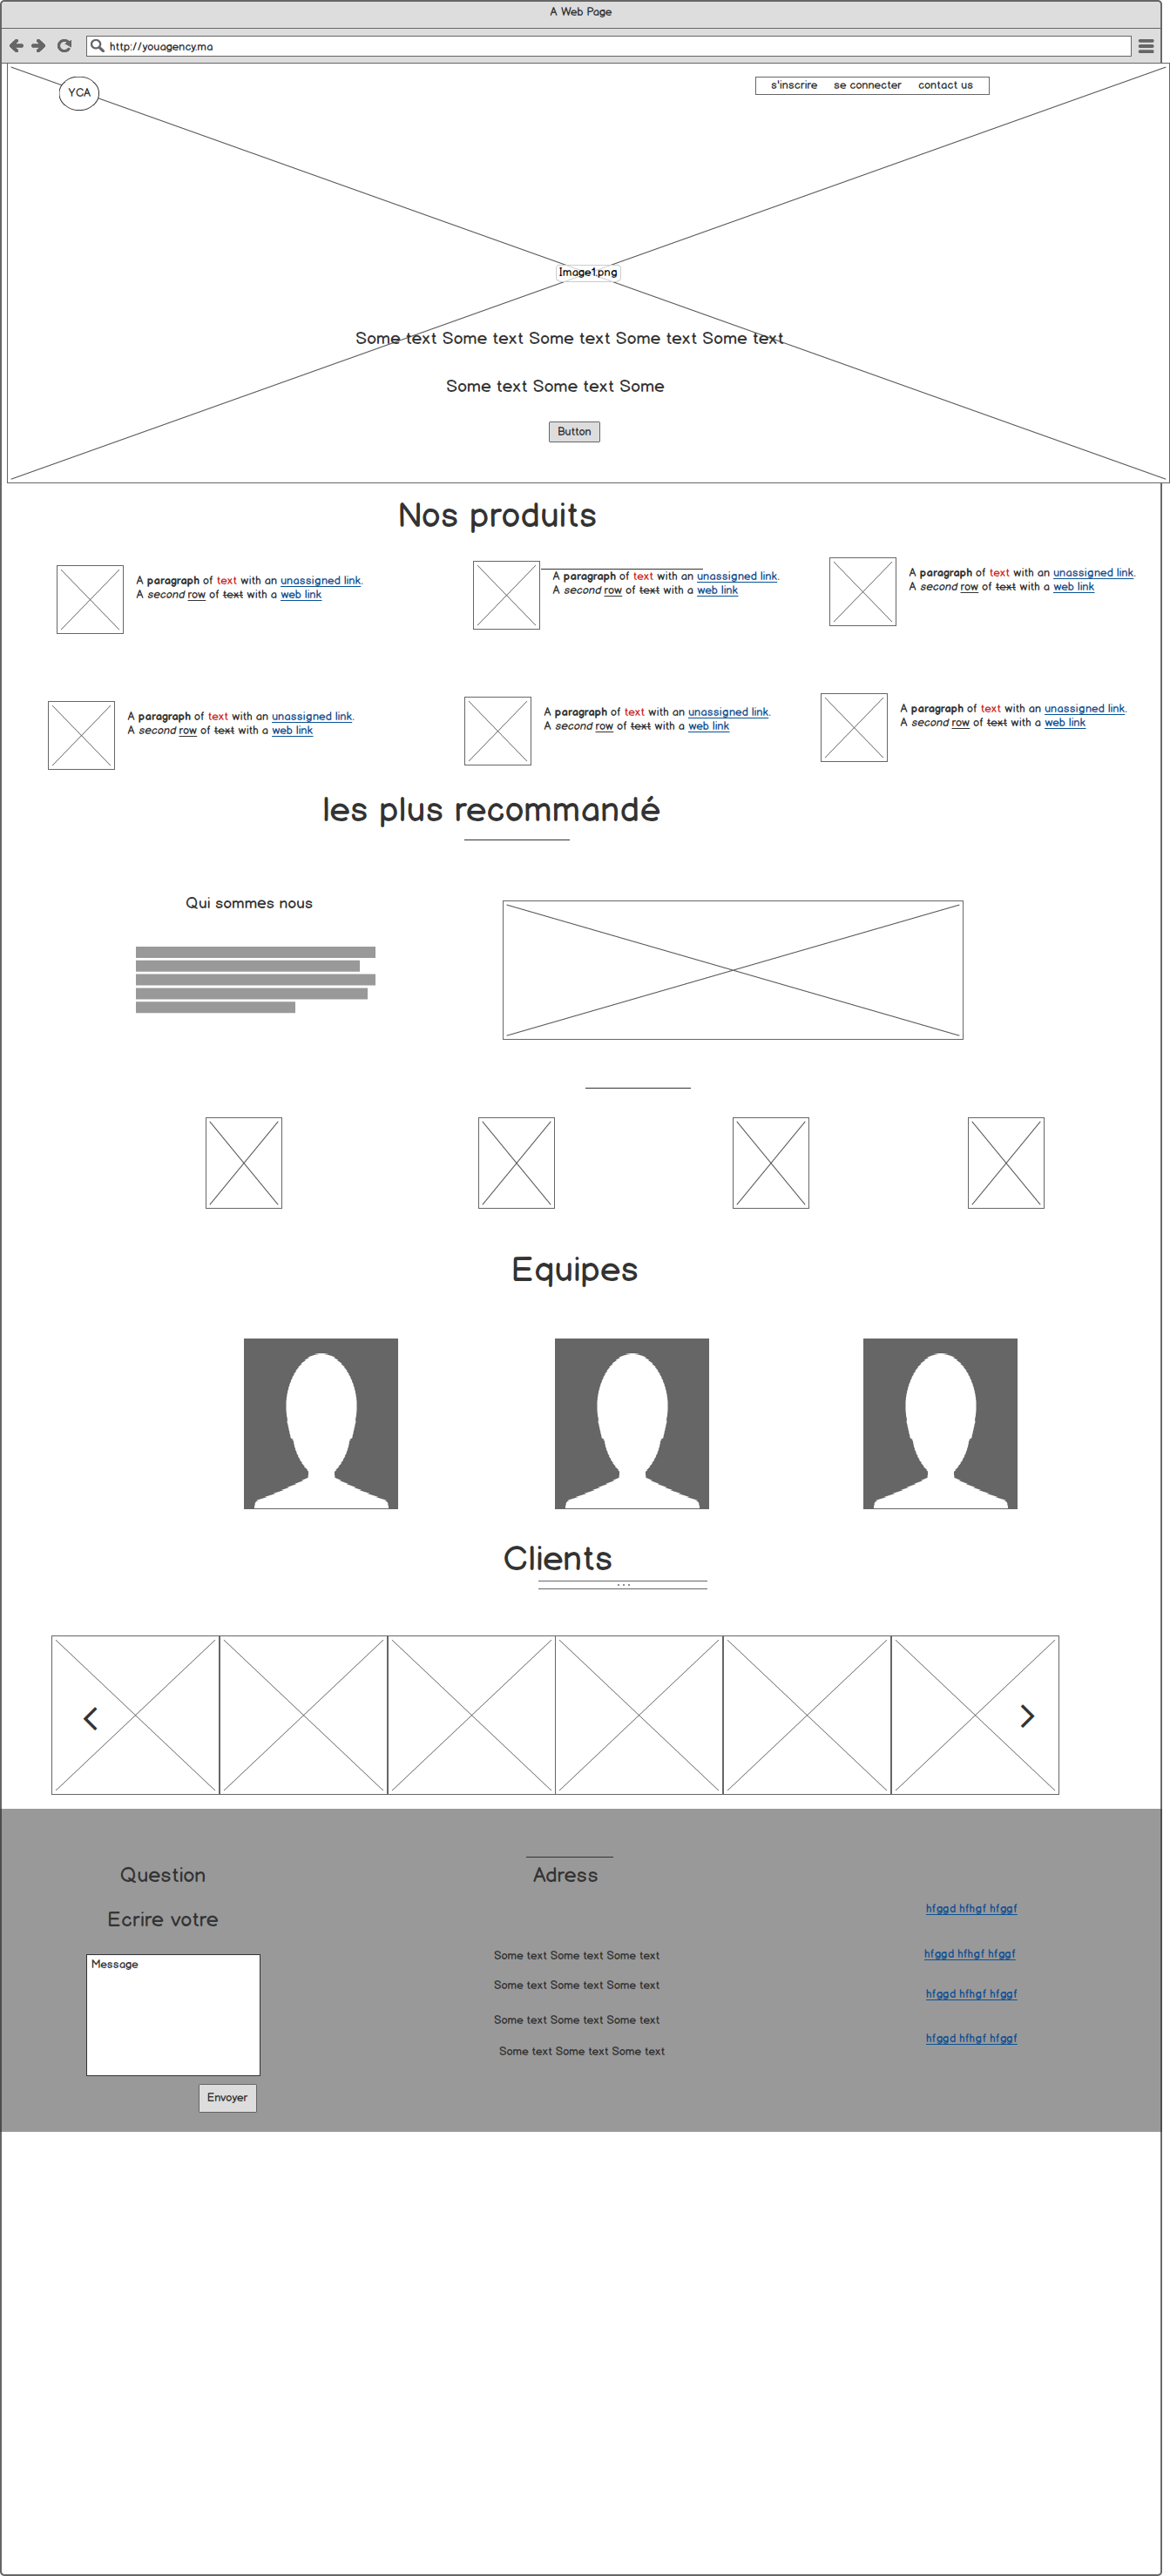 A Web Page
http://youagency.ma
YCA
s'inscrire se connecter contact us
Image1.png
Some text Some text Some text Some text Some text
Some text Some text Some
Button
Nos produits
A paragraph of text with an unassigned link.
A second row of text with a web link
A paragraph of text with an unassigned link.
A second row of text with a web link
A paragraph of text with an unassigned link.
A second row of text with a web link
A paragraph of text with an unassigned link.
A second row of text with a web link
A paragraph of text with an unassigned link.
A second row of text with a web link
A paragraph of text with an unassigned link.
A second row of text with a web link
les plus recommandé
Qui sommes nous
Equipes
Clients
Question
Ecrire votre
Message
Envoyer
Adress
Some text Some text Some text
Some text Some text Some text
Some text Some text Some text
Some text Some text Some text
hfggd hfhgf hfggf
hfggd hfhgf hfggf
hfggd hfhgf hfggf
hfggd hfhgf hfggf